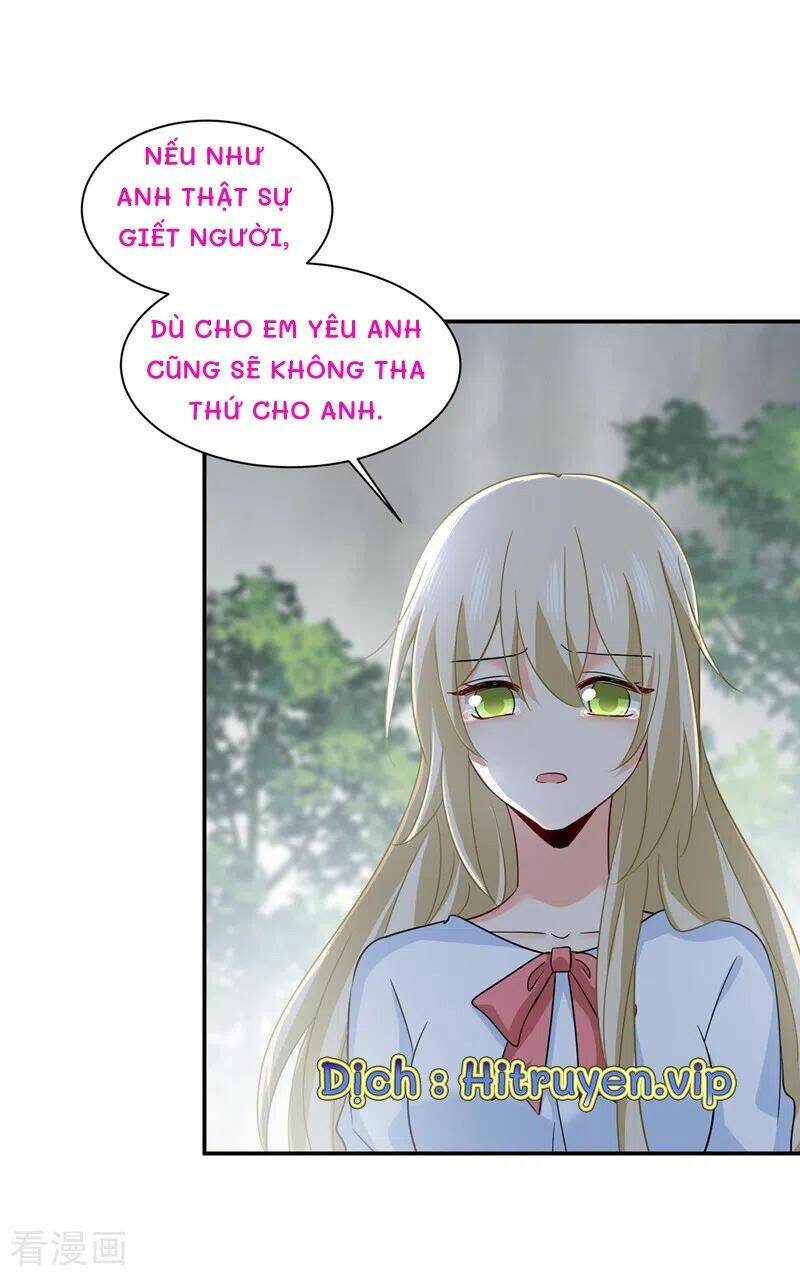 NẾU NHƯ
ANH THẬT SỰ
GIẾT NGƯỜI,
DÙ CHO EM YÊU ANH
CŨNG SẼ KHÔNG THA
THỨ CHO ANH.
Dịch : Hitruyen.vip
看漫画